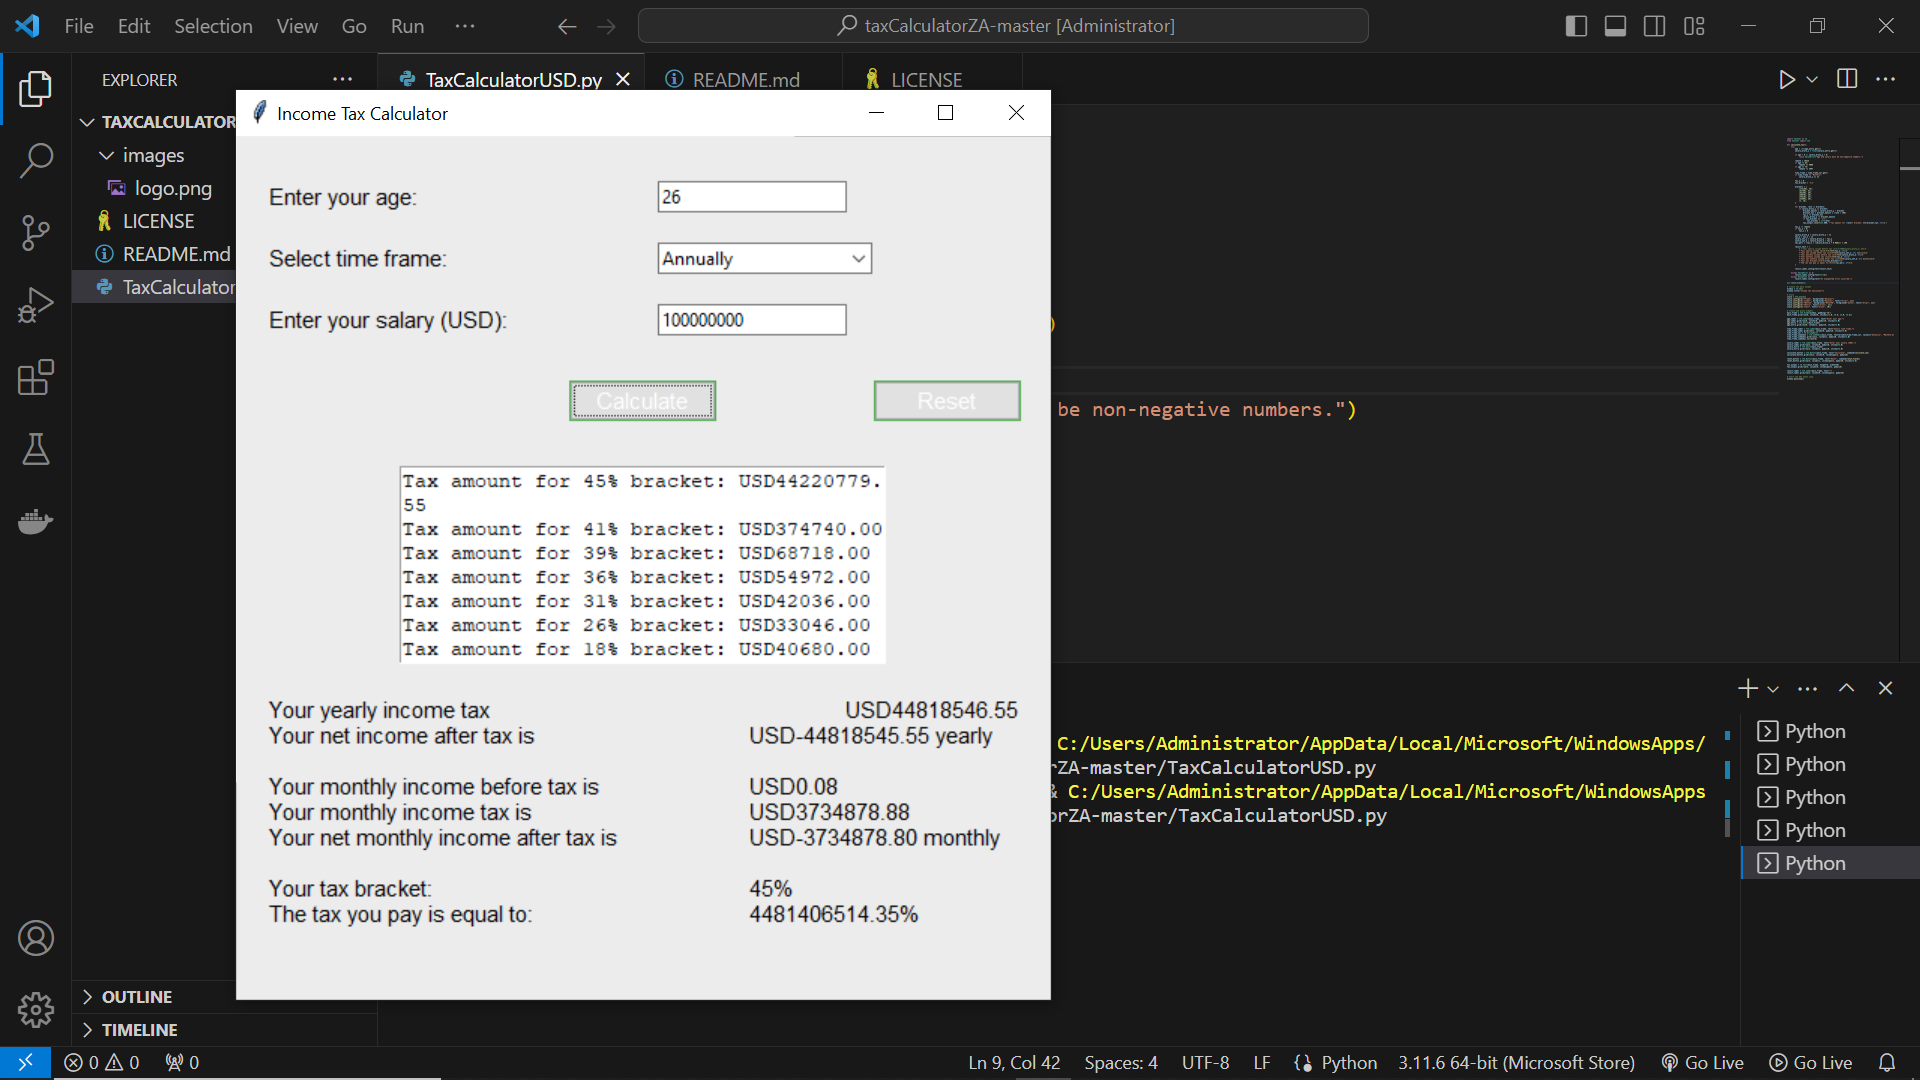 File Edit Selection View Go Run ···
taxCalculatorZA-master [Administrator]
EXPLORER ···
TAXCALCULATOR
images
logo.png
LICENSE
README.md
TaxCalculator
OUTLINE
TIMELINE
TaxCalculatorUSD.py
README.md
LICENSE
Income Tax Calculator
Enter your age: 26
Select time frame: Annually
Enter your salary (USD): 100000000
Calculate Reset
Tax amount for 45% bracket: USD44220779.
55
Tax amount for 41% bracket: USD374740.00
Tax amount for 39% bracket: USD68718.00
Tax amount for 36% bracket: USD54972.00
Tax amount for 31% bracket: USD42036.00
Tax amount for 26% bracket: USD33046.00
Tax amount for 18% bracket: USD40680.00
Your yearly income tax USD44818546.55
Your net income after tax is USD-44818545.55 yearly
Your monthly income before tax is USD0.08
Your monthly income tax is USD3734878.88
Your net monthly income after tax is USD-3734878.80 monthly
Your tax bracket: 45%
The tax you pay is equal to: 4481406514.35%
)
be non-negative numbers.")
C:/Users/Administrator/AppData/Local/Microsoft/WindowsApps/
rZA-master/TaxCalculatorUSD.py
& C:/Users/Administrator/AppData/Local/Microsoft/WindowsApps
orZA-master/TaxCalculatorUSD.py
Python
Python
Python
Python
Python
0 0 0 Ln 9, Col 42 Spaces: 4 UTF-8 LF Python 3.11.6 64-bit (Microsoft Store) Go Live Go Live